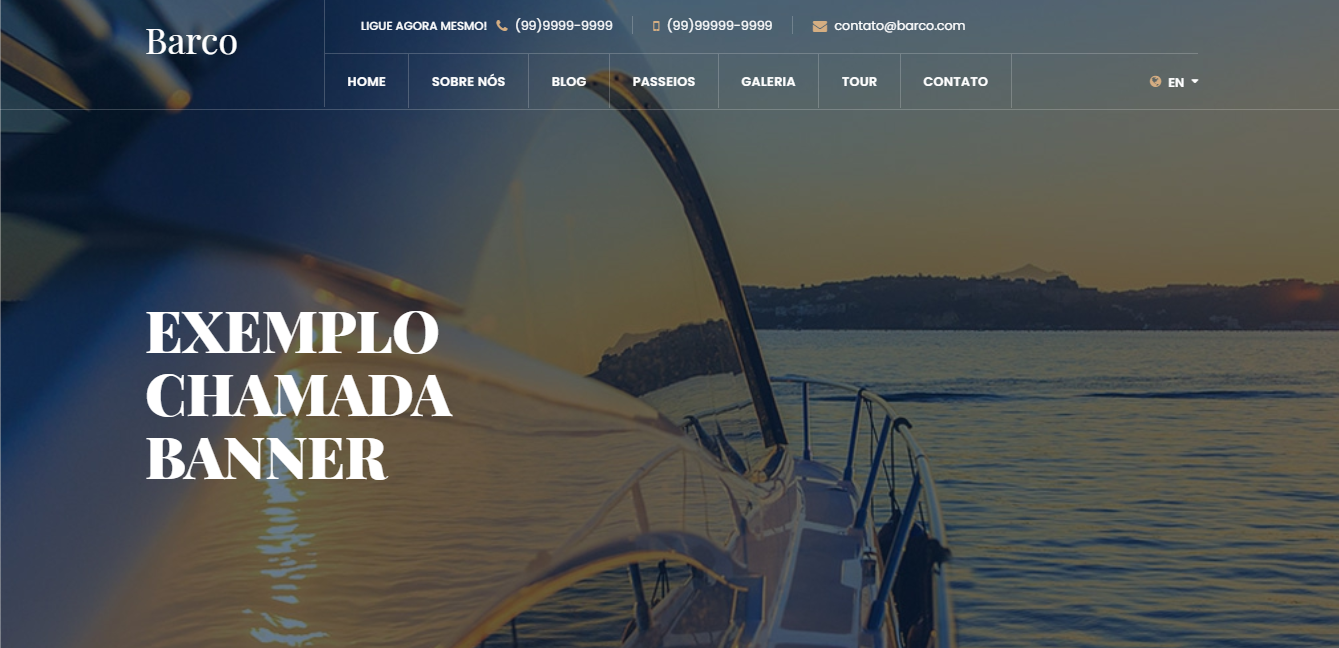 Barco
LIGUE AGORA MESMO! (99)9999-9999 (99)99999-9999 contato@barco.com
HOME SOBRE NÓS BLOG PASSEIOS GALERIA TOUR CONTATO EN
EXEMPLO
CHAMADA
BANNER